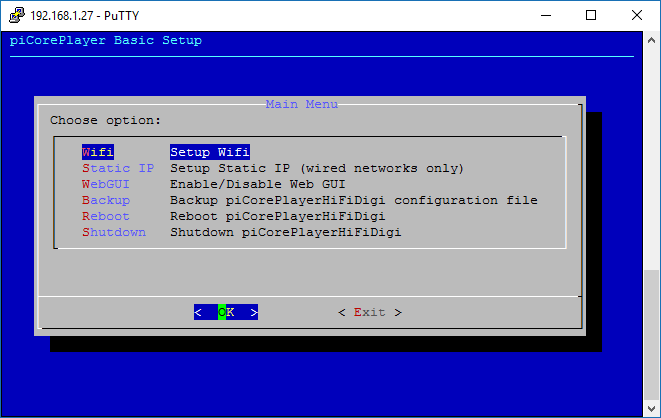 192.168.1.27 - PuTTY
piCorePlayer Basic Setup
Main Menu
Choose option:
Wifi Setup Wifi
Static IP Setup Static IP (wired networks only)
WebGUI Enable/Disable Web GUI
Backup Backup piCorePlayerHiFiDigi configuration file
Reboot Reboot piCorePlayerHiFiDigi
Shutdown Shutdown piCorePlayerHiFiDigi
< OK > < Exit >